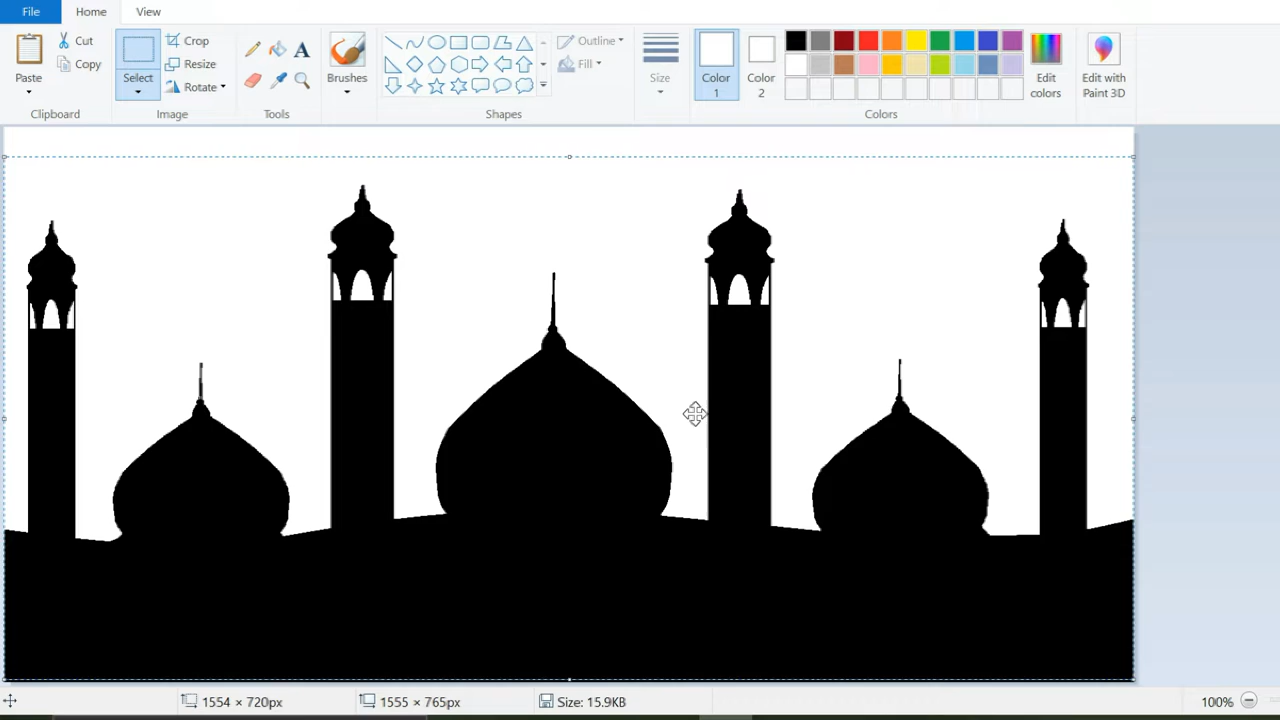 File Home View
Paste
Cut
Copy
Clipboard
Select
Crop
Resize
Rotate
Image
A
Tools
Brushes
Outline
Fill
Shapes
Size
Color
1
Color
2
Edit
colors
Colors
Edit with
Paint 3D
1554 × 720px
1555 × 765px
Size: 15.9KB
100%